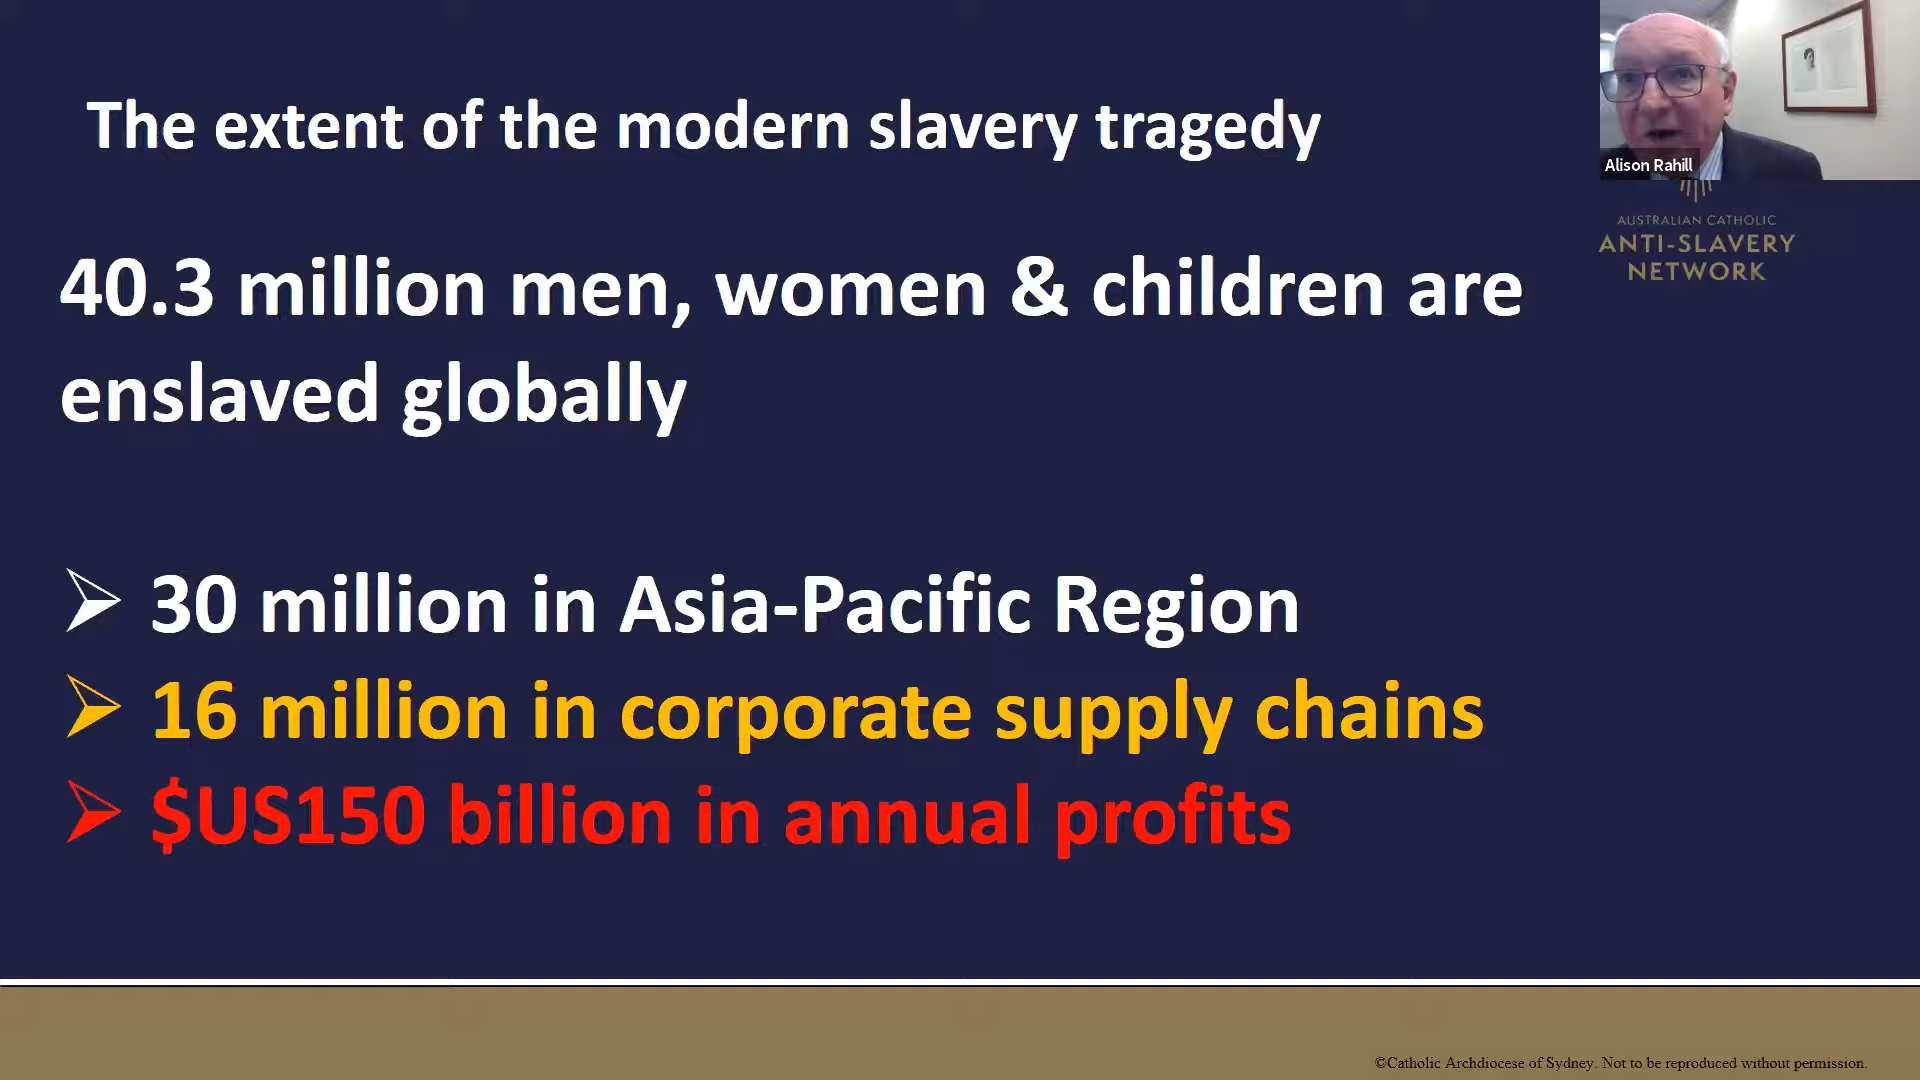 The extent of the modern slavery tragedy
Alison Rahill
AUSTRALIAN CATHOLIC
ANTI-SLAVERY
NETWORK
40.3 million men, women & children are
enslaved globally
30 million in Asia-Pacific Region
16 million in corporate supply chains
$US150 billion in annual profits
©Catholic Archdiocese of Sydney. Not to be reproduced without permission.